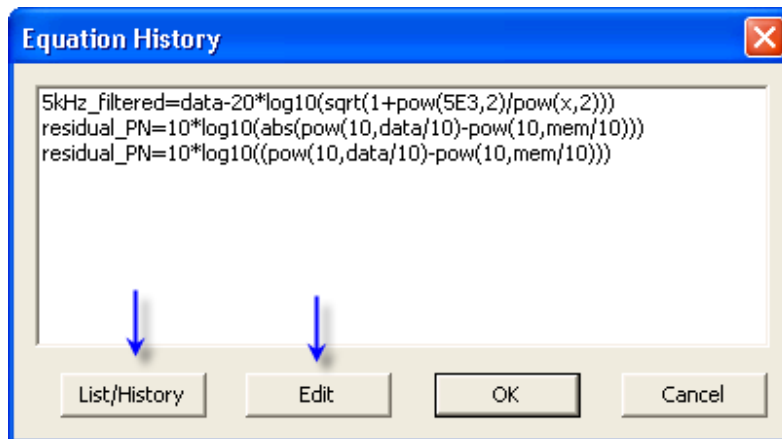 Equation History
5kHz_filtered=data-20*log10(sqrt(1+pow(5E3,2)/pow(x,2)))
residual_PN=10*log10(abs(pow(10,data/10)-pow(10,mem/10)))
residual_PN=10*log10((pow(10,data/10)-pow(10,mem/10)))
List/History Edit OK Cancel